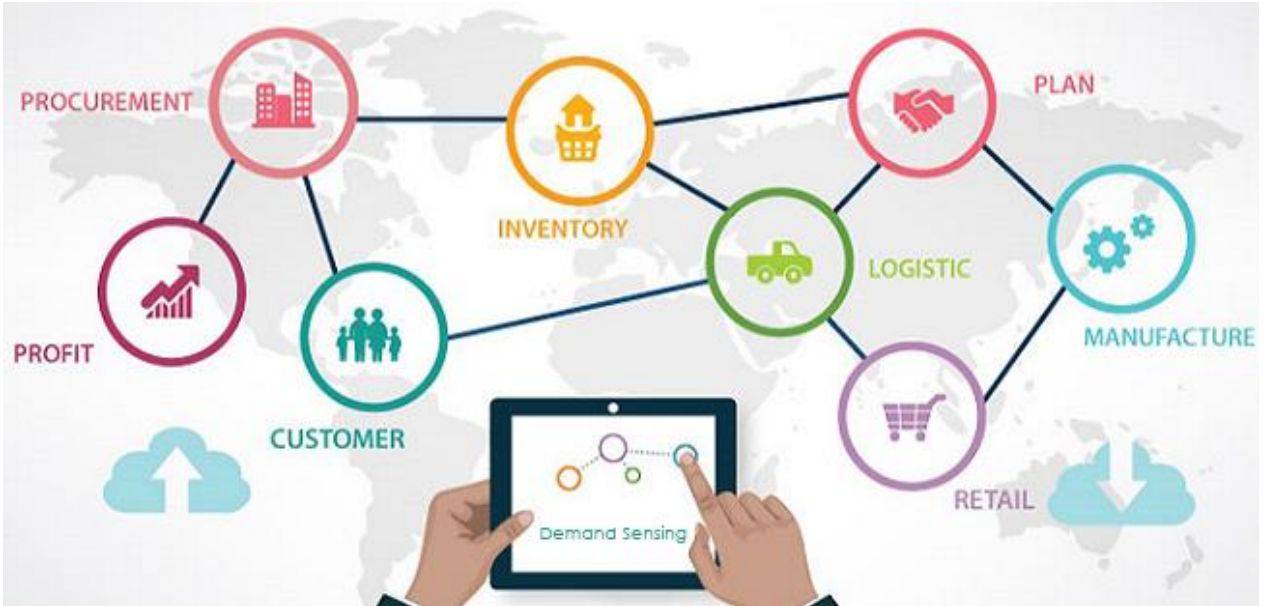 PROCUREMENT
PLAN
INVENTORY
LOGISTIC
MANUFACTURE
PROFIT
CUSTOMER
RETAIL
Demand Sensing